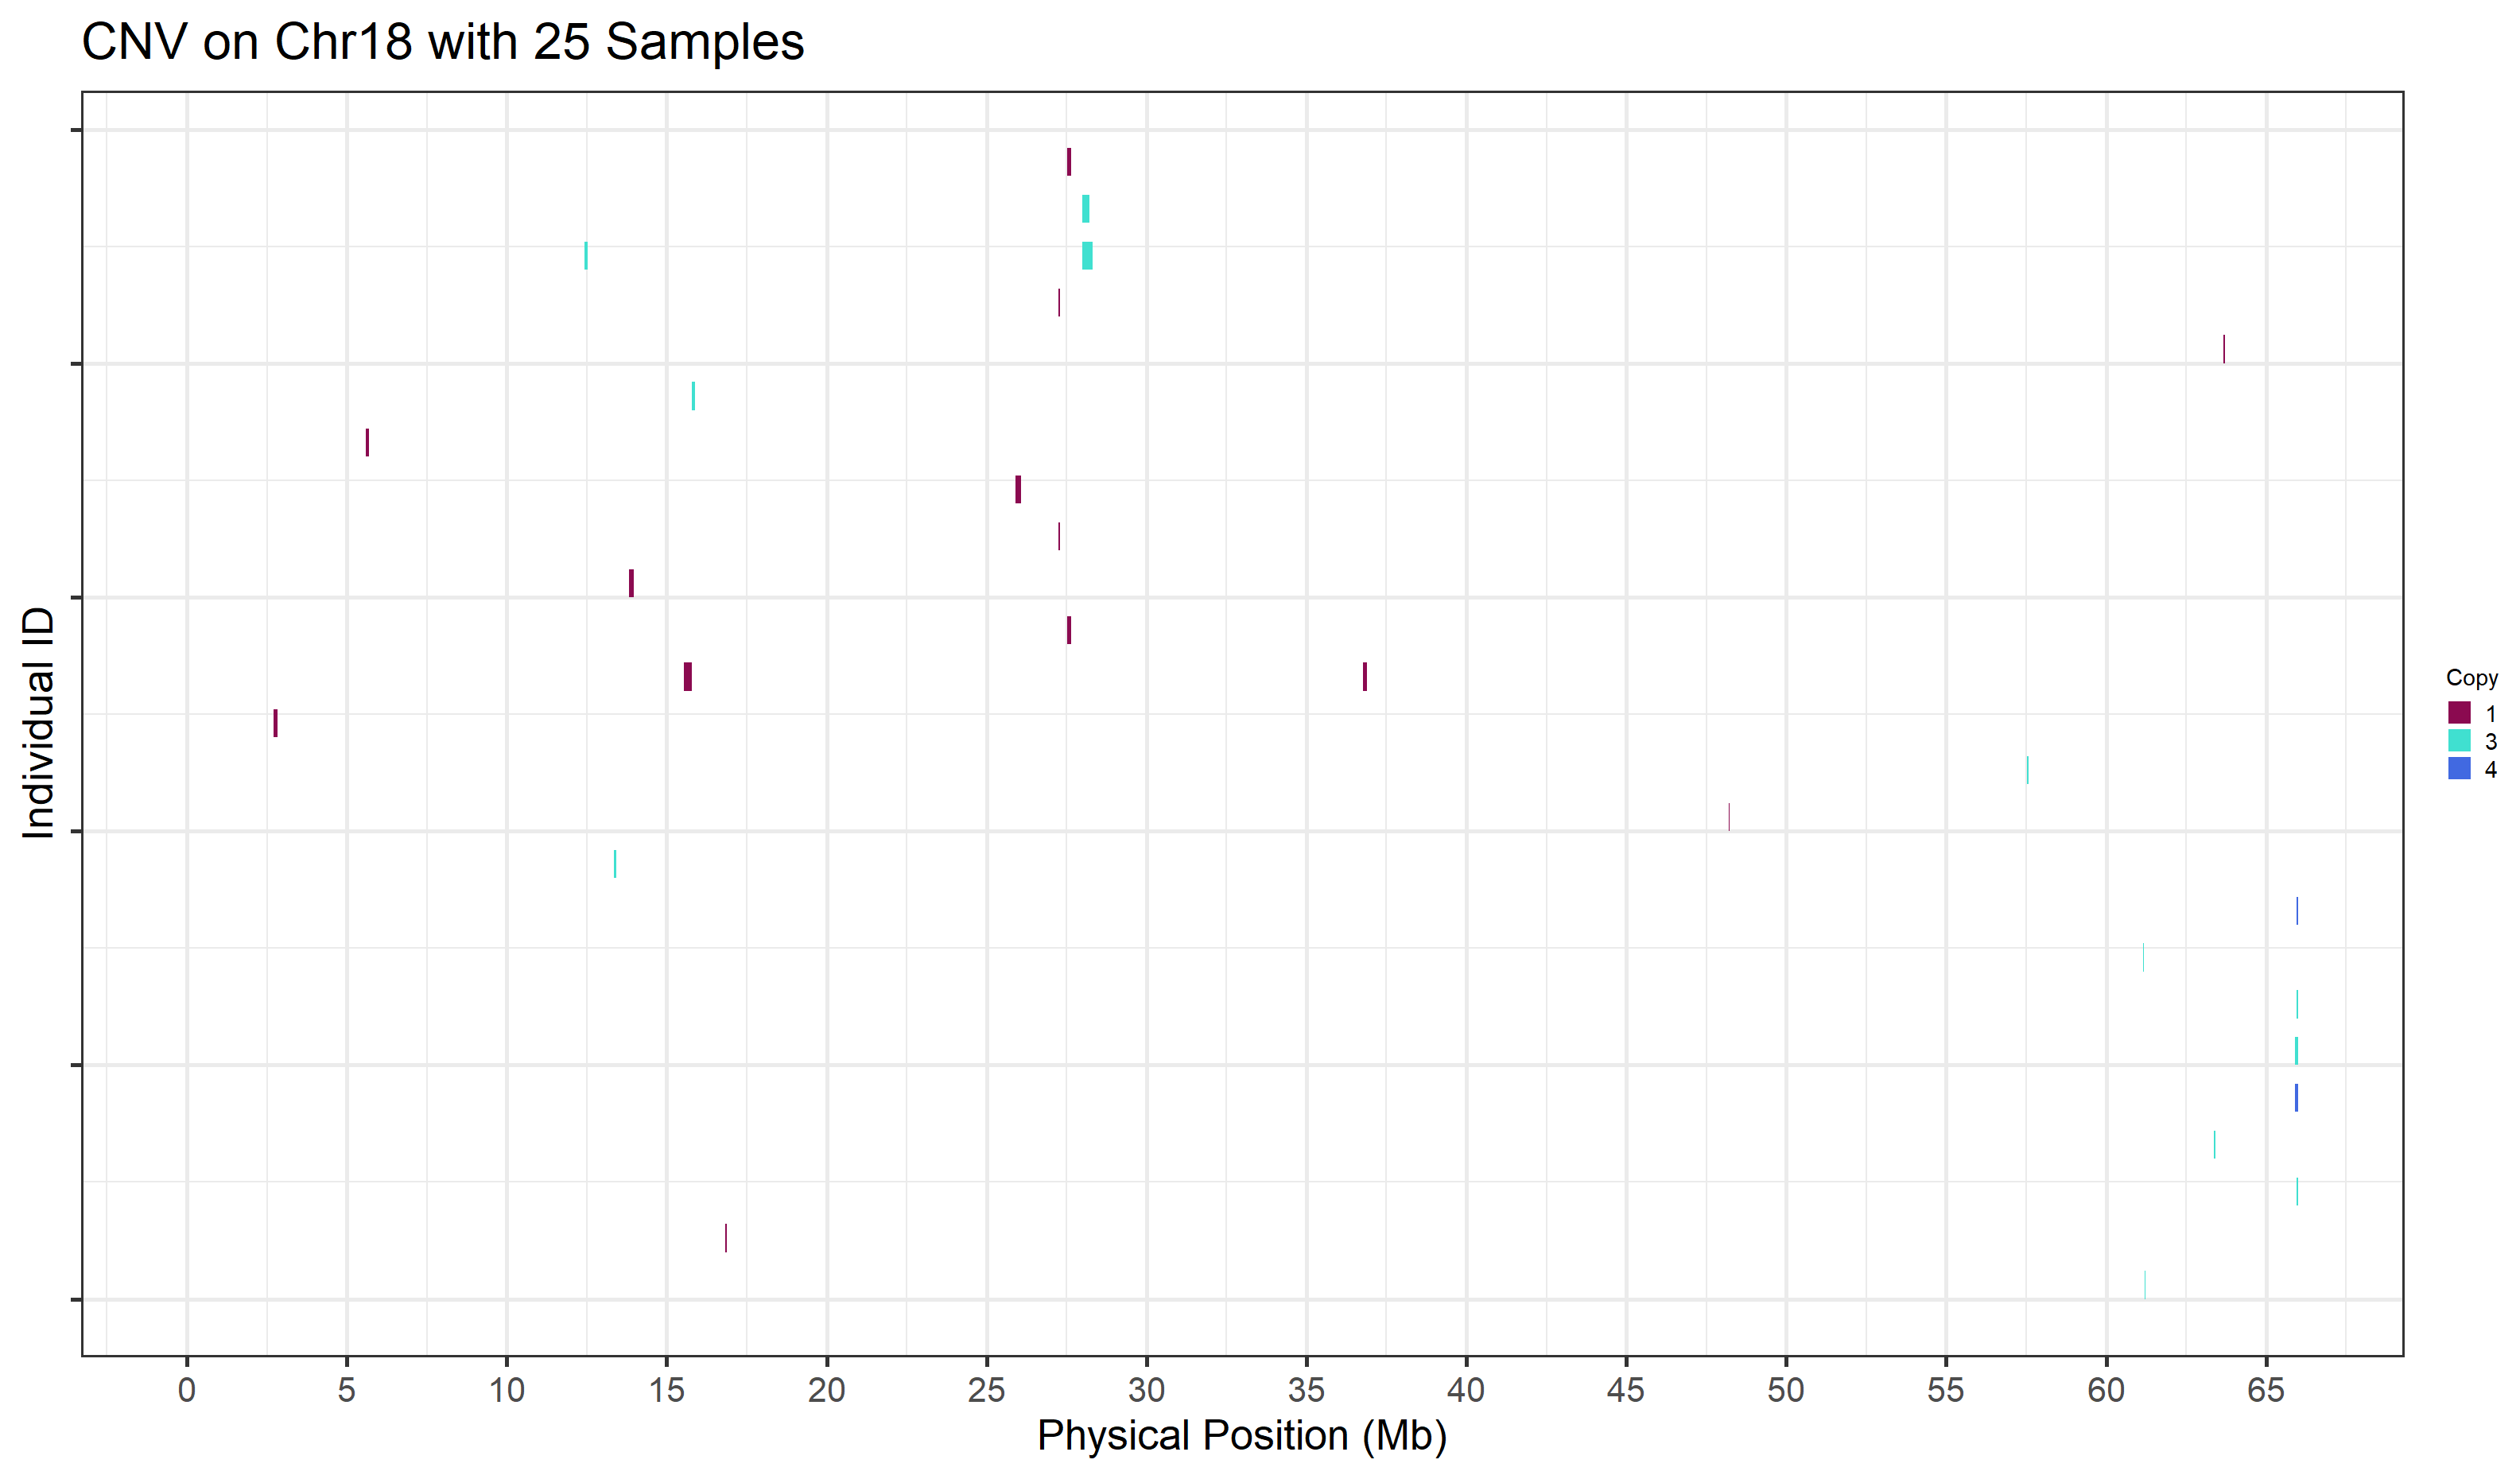 CNV on Chr18 with 25 Samples
Individual ID
Copy
1
3
4
0 5 10 15 20 25 30 35 40 45 50 55 60 65
Physical Position (Mb)